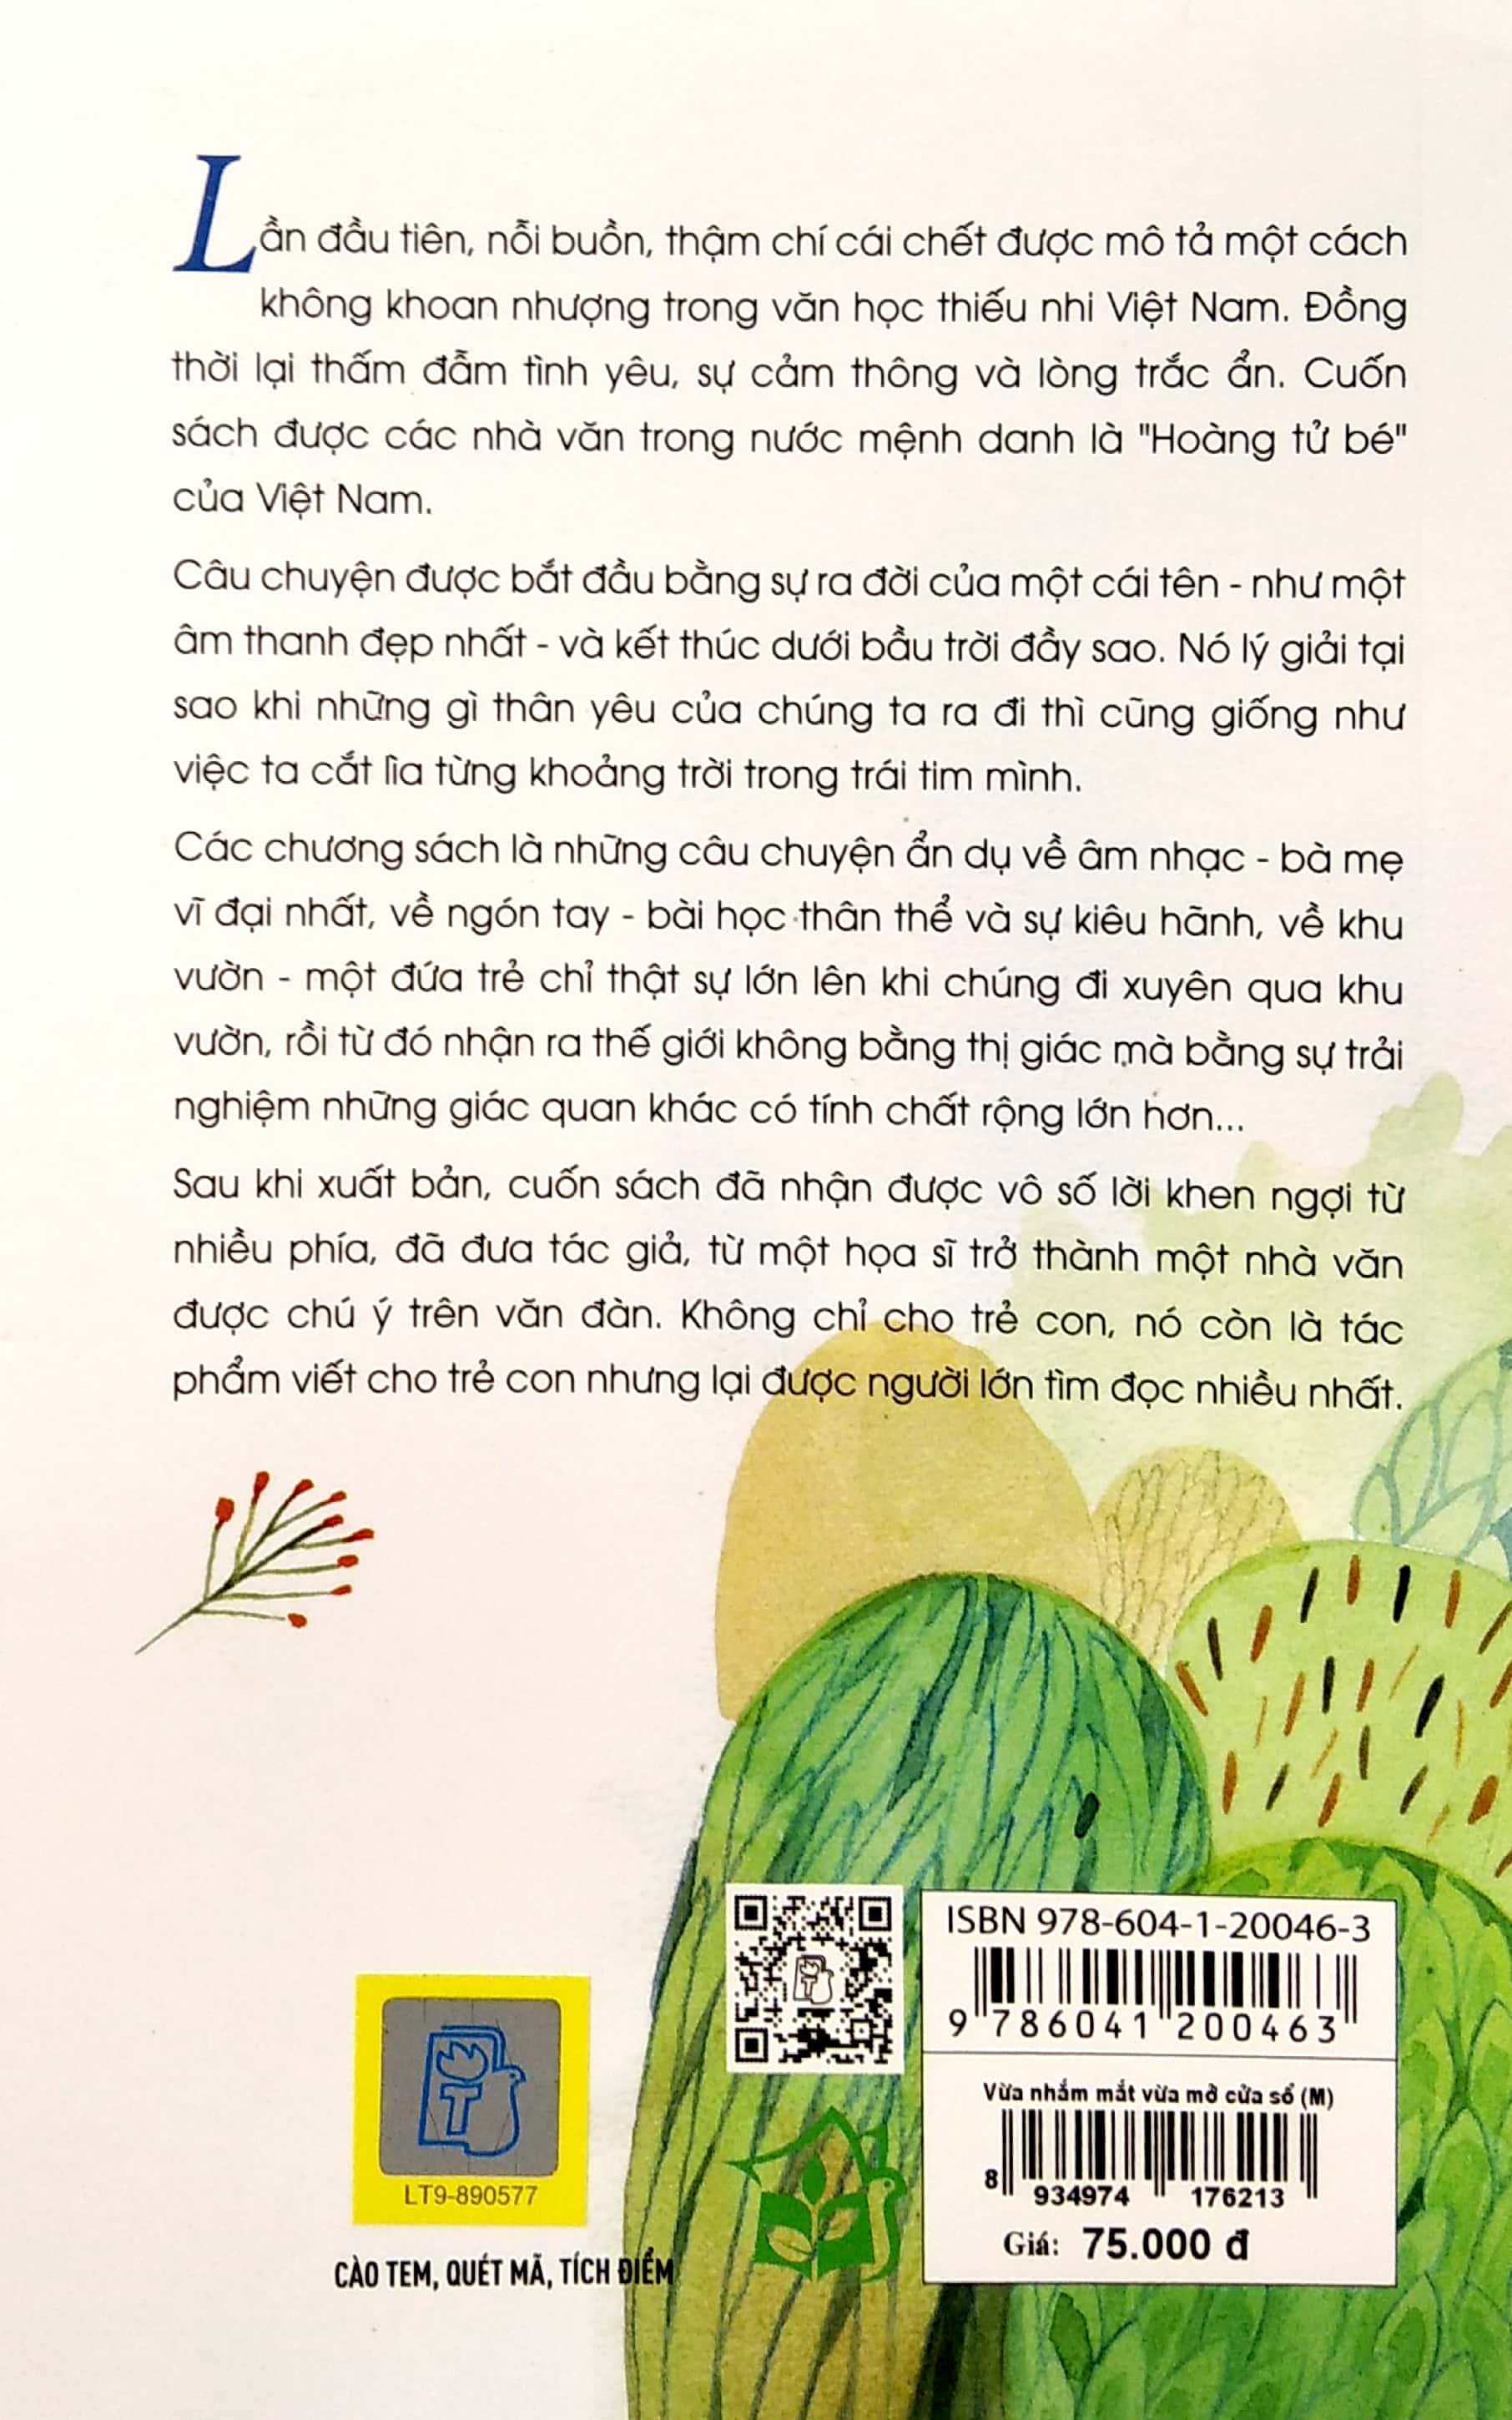 Lần đầu tiên, nỗi buồn, thậm chí cái chết được mô tả một cách
không khoan nhượng trong văn học thiếu nhi Việt Nam. Đồng
thời lại thấm đẫm tình yêu, sự cảm thông và lòng trắc ẩn. Cuốn
sách được các nhà văn trong nước mệnh danh là "Hoàng tử bé"
của Việt Nam.
Câu chuyện được bắt đầu bằng sự ra đời của một cái tên - như một
âm thanh đẹp nhất - và kết thúc dưới bầu trời đầy sao. Nó lý giải tại
sao khi những gì thân yêu của chúng ta ra đi thì cũng giống như
việc ta cắt lìa từng khoảng trời trong trái tim mình.
Các chương sách là những câu chuyện ẩn dụ về âm nhạc - bà mẹ
vĩ đại nhất, về ngón tay - bài học thân thể và sự kiêu hãnh, về khu
vườn - một đứa trẻ chỉ thật sự lớn lên khi chúng đi xuyên qua khu
vườn, rồi từ đó nhận ra thế giới không bằng thị giác mà bằng sự trải
nghiệm những giác quan khác có tính chất rộng lớn hơn...
Sau khi xuất bản, cuốn sách đã nhận được vô số lời khen ngợi từ
nhiều phía, đã đưa tác giả, từ một họa sĩ trở thành một nhà văn
được chú ý trên văn đàn. Không chỉ cho trẻ con, nó còn là tác
phẩm viết cho trẻ con nhưng lại được người lớn tìm đọc nhiều nhất.
ISBN 978-604-1-20046-3
9 786041 200463
Vừa nhắm mắt vừa mở cửa sổ (M)
8 934974 176213
Giá: 75.000 đ
T
LT9-890577
CÀO TEM, QUÉT MÃ, TÍCH ĐIỂM